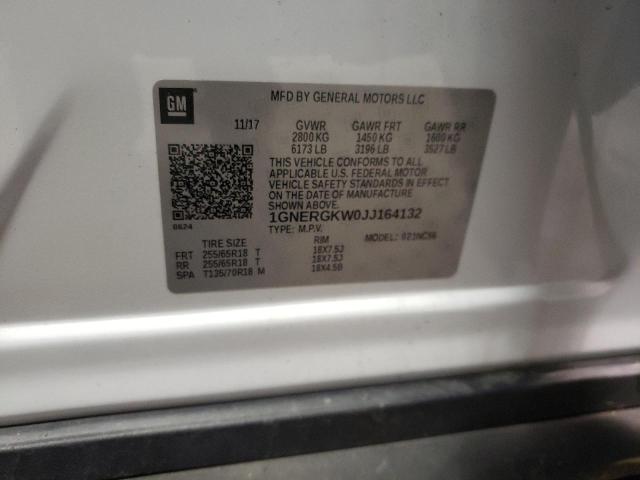 GM
MFD BY GENERAL MOTORS LLC
11/17 GVWR GAWR FRT GAWR RR
2800 KG 1450 KG 1600 KG
6173 LB 3196 LB 3527 LB
THIS VEHICLE CONFORMS TO ALL
APPLICABLE U.S. FEDERAL MOTOR
VEHICLE SAFETY STANDARDS IN EFFECT
ON THE DATE OF MANUFACTURE
SHOWN ABOVE.
1GNERGKW0JJ164132
0624
TYPE: M.P.V. MODEL:
TIRE SIZE RIM
FRT 255/65R18 T 18X7.5J
RR 255/65R18 T 18X7.5J
SPA T135/70R18 M 18X4.5B